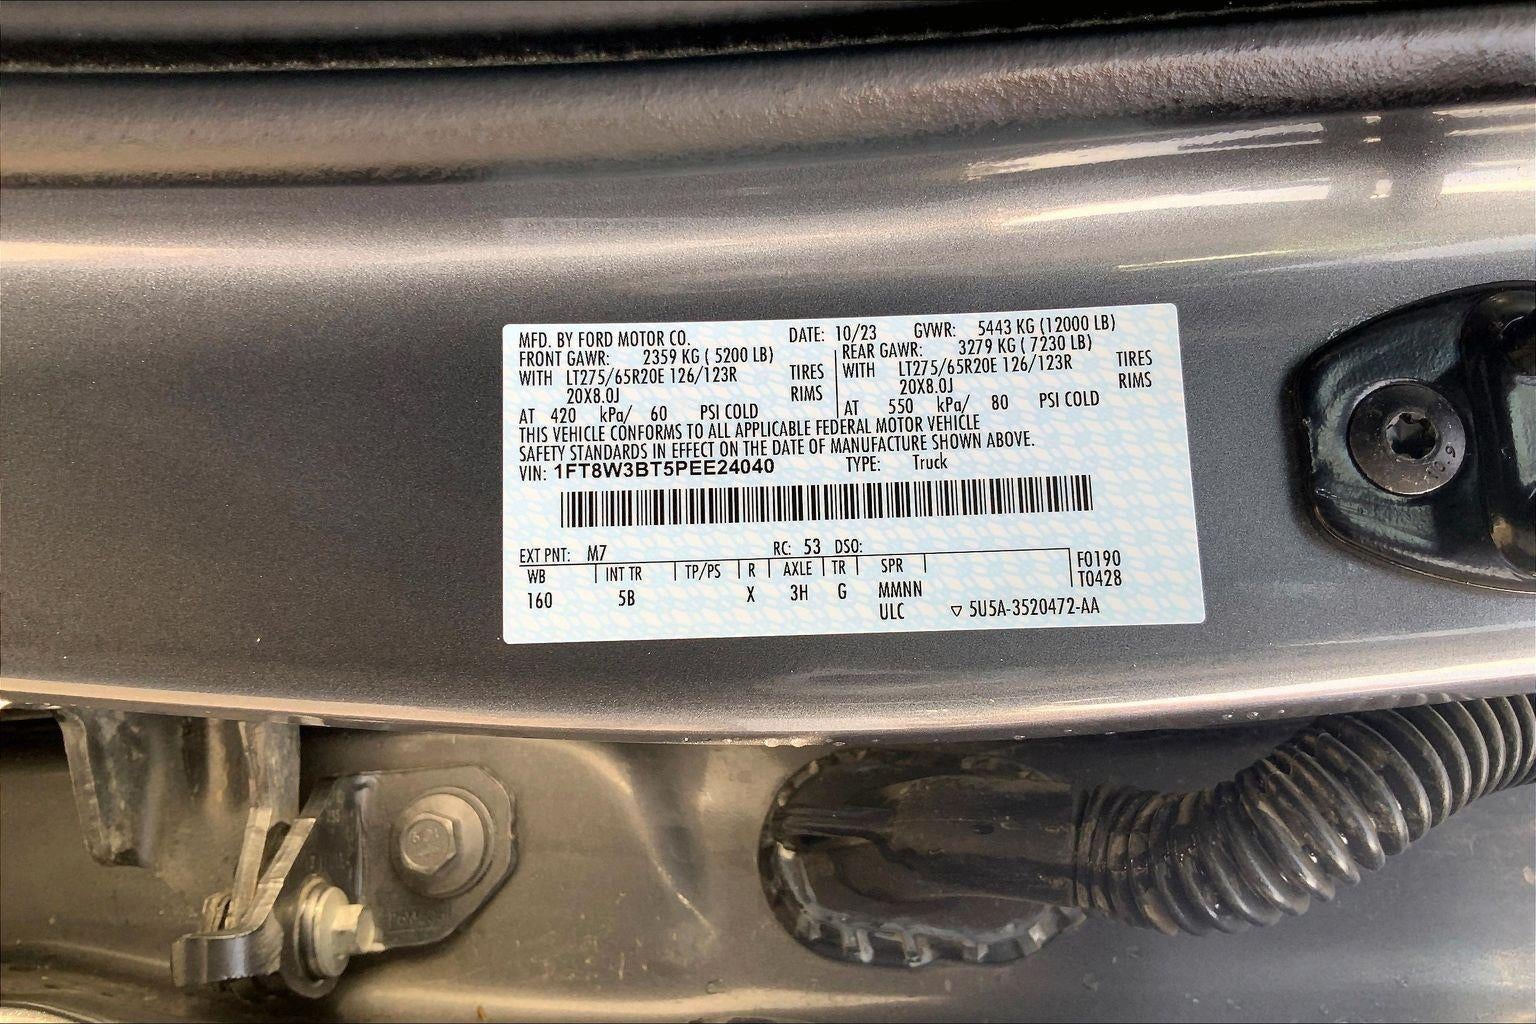 MFD. BY FORD MOTOR CO. DATE: 10/23 GVWR: 5443 KG (12000 LB)
FRONT GAWR: 2359 KG ( 5200 LB) REAR GAWR: 3279 KG ( 7230 LB)
WITH LT275/65R20E 126/123R TIRES WITH LT275/65R20E 126/123R TIRES
20X8.0J RIMS 20X8.0J RIMS
AT 420 kPa/ 60 PSI COLD AT 550 kPa/ 80 PSI COLD
THIS VEHICLE CONFORMS TO ALL APPLICABLE FEDERAL MOTOR VEHICLE
SAFETY STANDARDS IN EFFECT ON THE DATE OF MANUFACTURE SHOWN ABOVE.
VIN: 1FT8W3BT5PEE24040 TYPE: Truck
EXT PNT: M7 RC: 53 DSO:
WB INT TR TP/PS R AXLE TR SPR F0190
160 5B X 3H G MMNN T0428
ULC ▽ 5U5A-3520472-AA
10.9